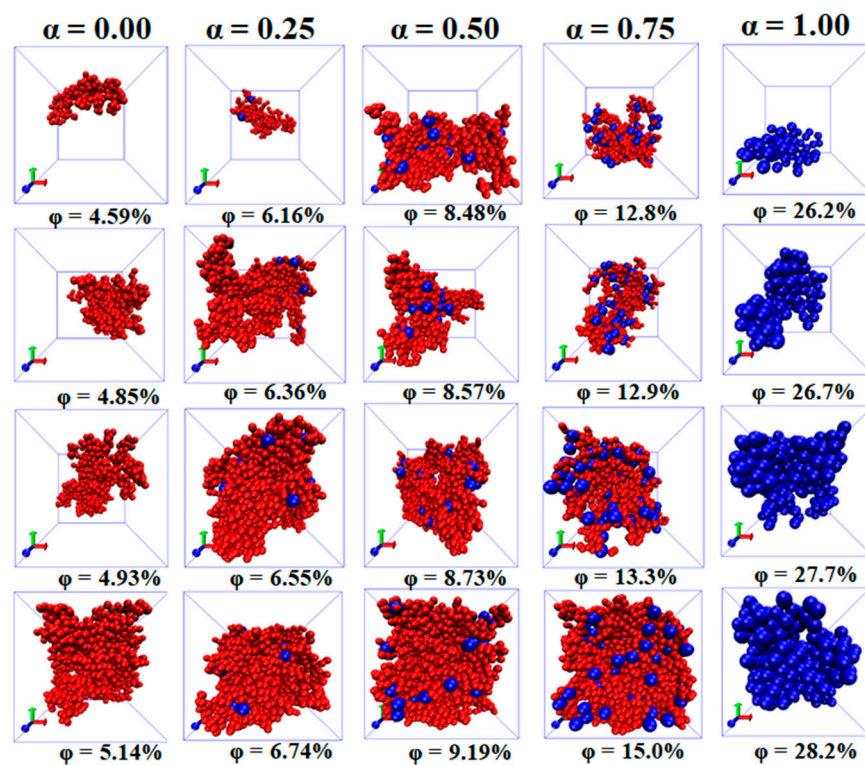 α = 0.00 α = 0.25 α = 0.50 α = 0.75 α = 1.00
φ = 4.59% φ = 6.16% φ = 8.48% φ = 12.8% φ = 26.2%
φ = 4.85% φ = 6.36% φ = 8.57% φ = 12.9% φ = 26.7%
φ = 4.93% φ = 6.55% φ = 8.73% φ = 13.3% φ = 27.7%
φ = 5.14% φ = 6.74% φ = 9.19% φ = 15.0% φ = 28.2%